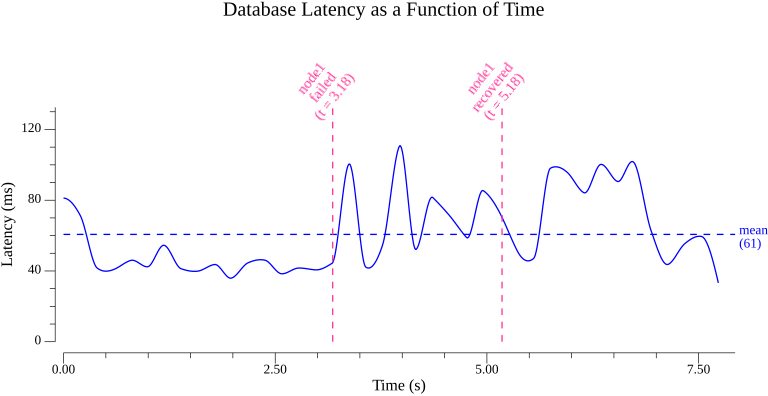 Database Latency as a Function of Time
node1
failed
(t = 3.18)
node1
recovered
(t = 5.18)
120
80
40
0
Latency (ms)
mean
(61)
0.00
2.50
5.00
7.50
Time (s)